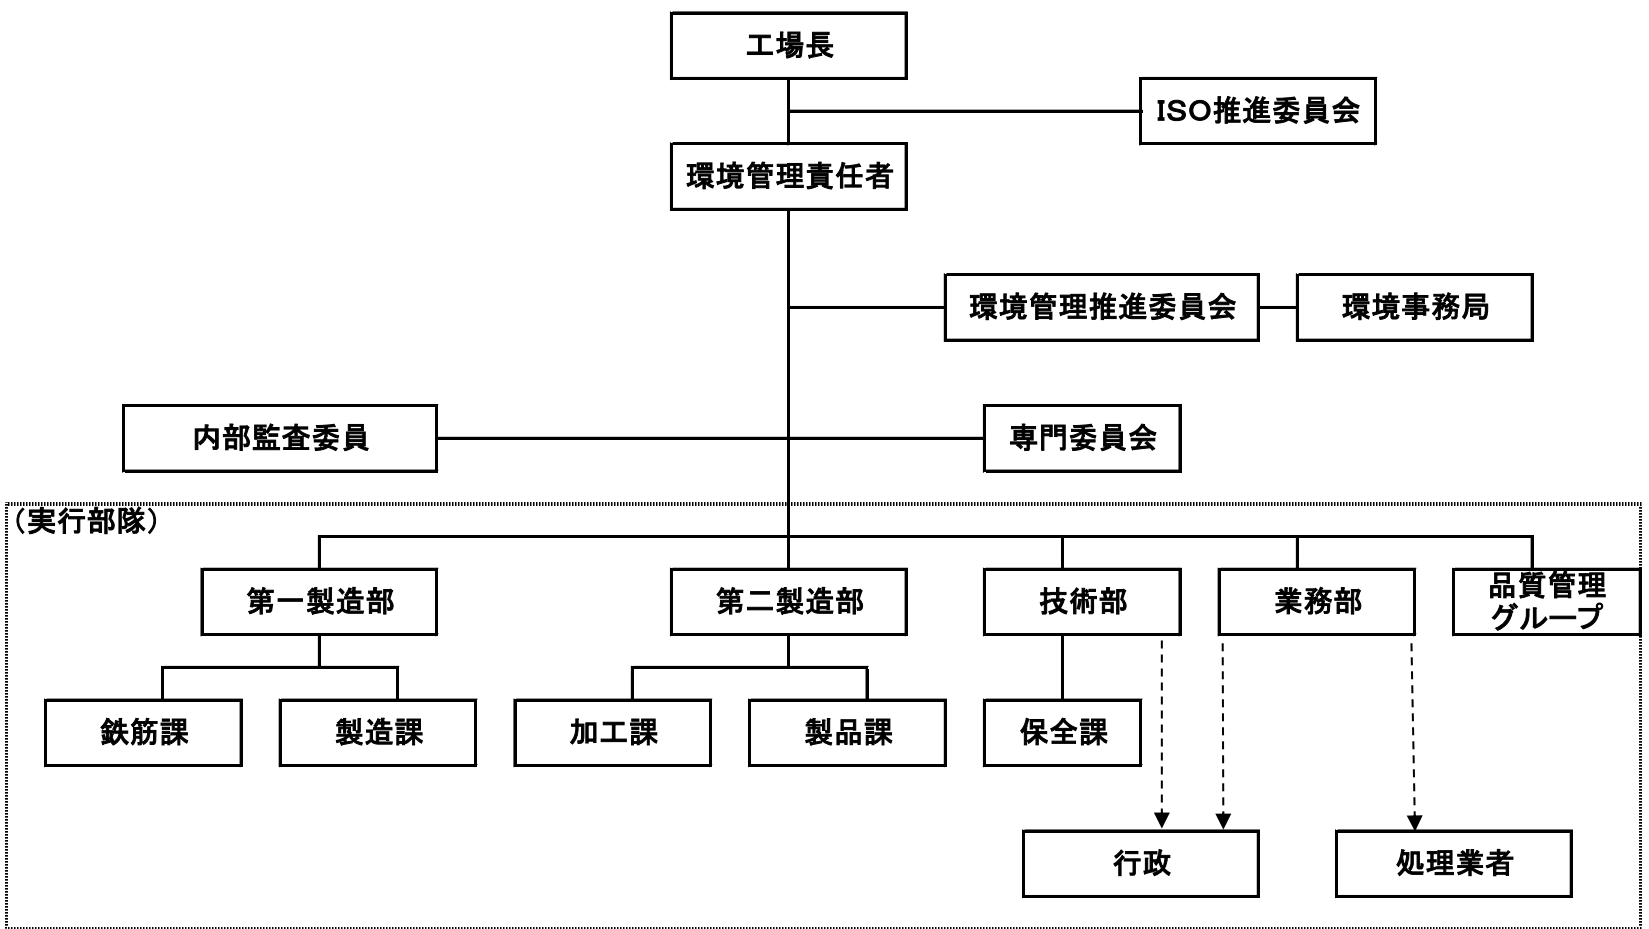 工場長
ISO推進委員会
環境管理責任者
環境管理推進委員会
環境事務局
内部監査委員
専門委員会
（実行部隊）
第一製造部
第二製造部
技術部
業務部
品質管理
グループ
鉄筋課
製造課
加工課
製品課
保全課
行政
処理業者